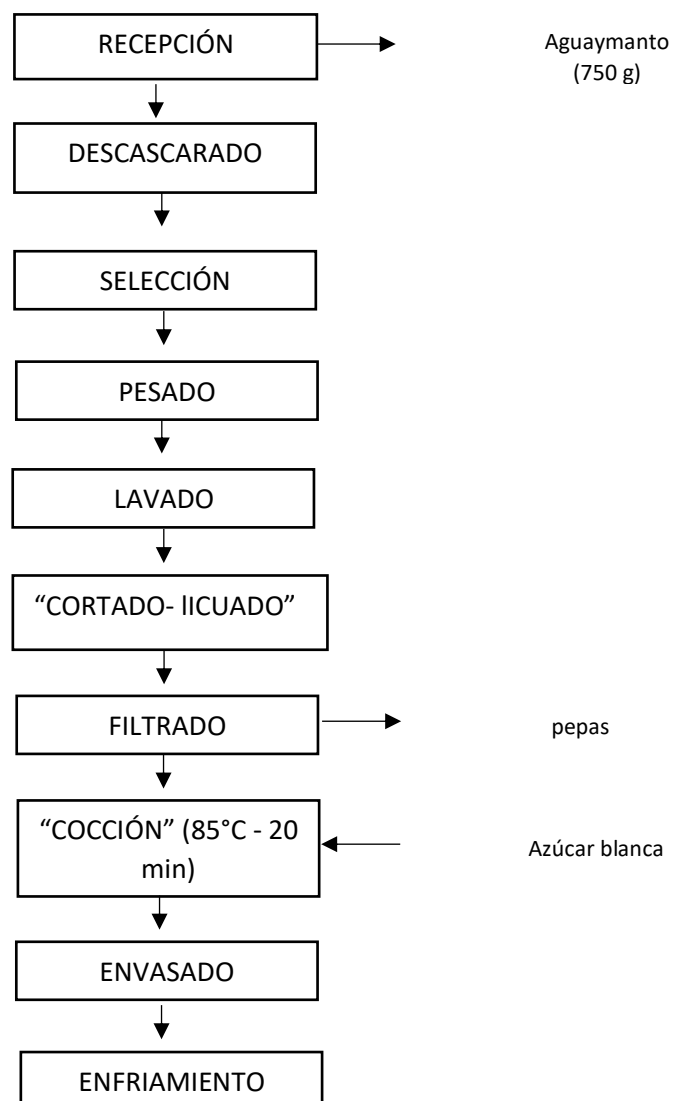 RECEPCIÓN
Aguaymanto
(750 g)
DESCASCARADO
SELECCIÓN
PESADO
LAVADO
“CORTADO- lICUADO”
FILTRADO
pepas
“COCCIÓN” (85°C - 20
min)
Azúcar blanca
ENVASADO
ENFRIAMIENTO